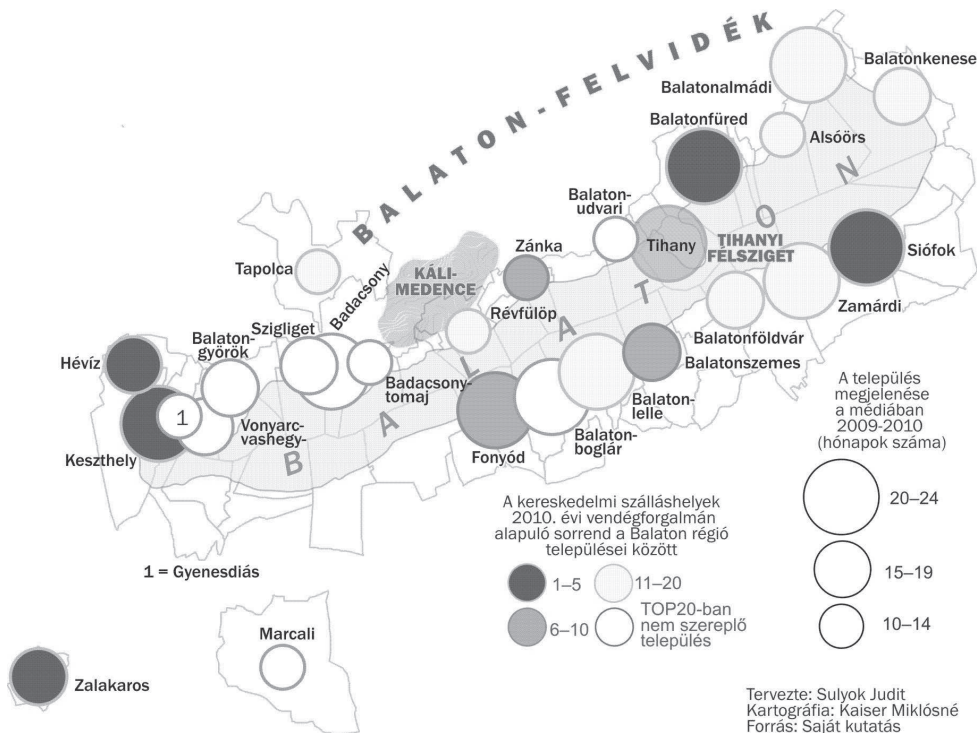 BALATON-FELVIDÉK
Balatonkenese
Balatonalmádi
Balatonfüred
Alsóörs
Balaton-
udvari
Tihany
TIHANYI
FÉLSZIGET
Siófok
Zánka
Tapolca
KÁLI-
MEDENCE
Badacsony
Zamárdi
Révfülöp
Szigliget
Balaton-
györök
Balatonföldvár
Hévíz
Balatonszemes
Badacsony-
tomaj
Balaton-
lelle
1
Vonyarc-
vashegy-
Keszthely
Fonyód
Balaton-
boglár
BALATON
A település
megjelenése
a médiában
2009-2010
(hónapok száma)
20–24
15–19
10–14
A kereskedelmi szálláshelyek
2010. évi vendégforgalmán
alapuló sorrend a Balaton régió
települései között
1–5
11–20
6–10
TOP20-ban
nem szereplő
település
1 = Gyenesdiás
Marcali
Zalakaros
Tervezte: Sulyok Judit
Kartográfia: Kaiser Miklósné
Forrás: Saját kutatás